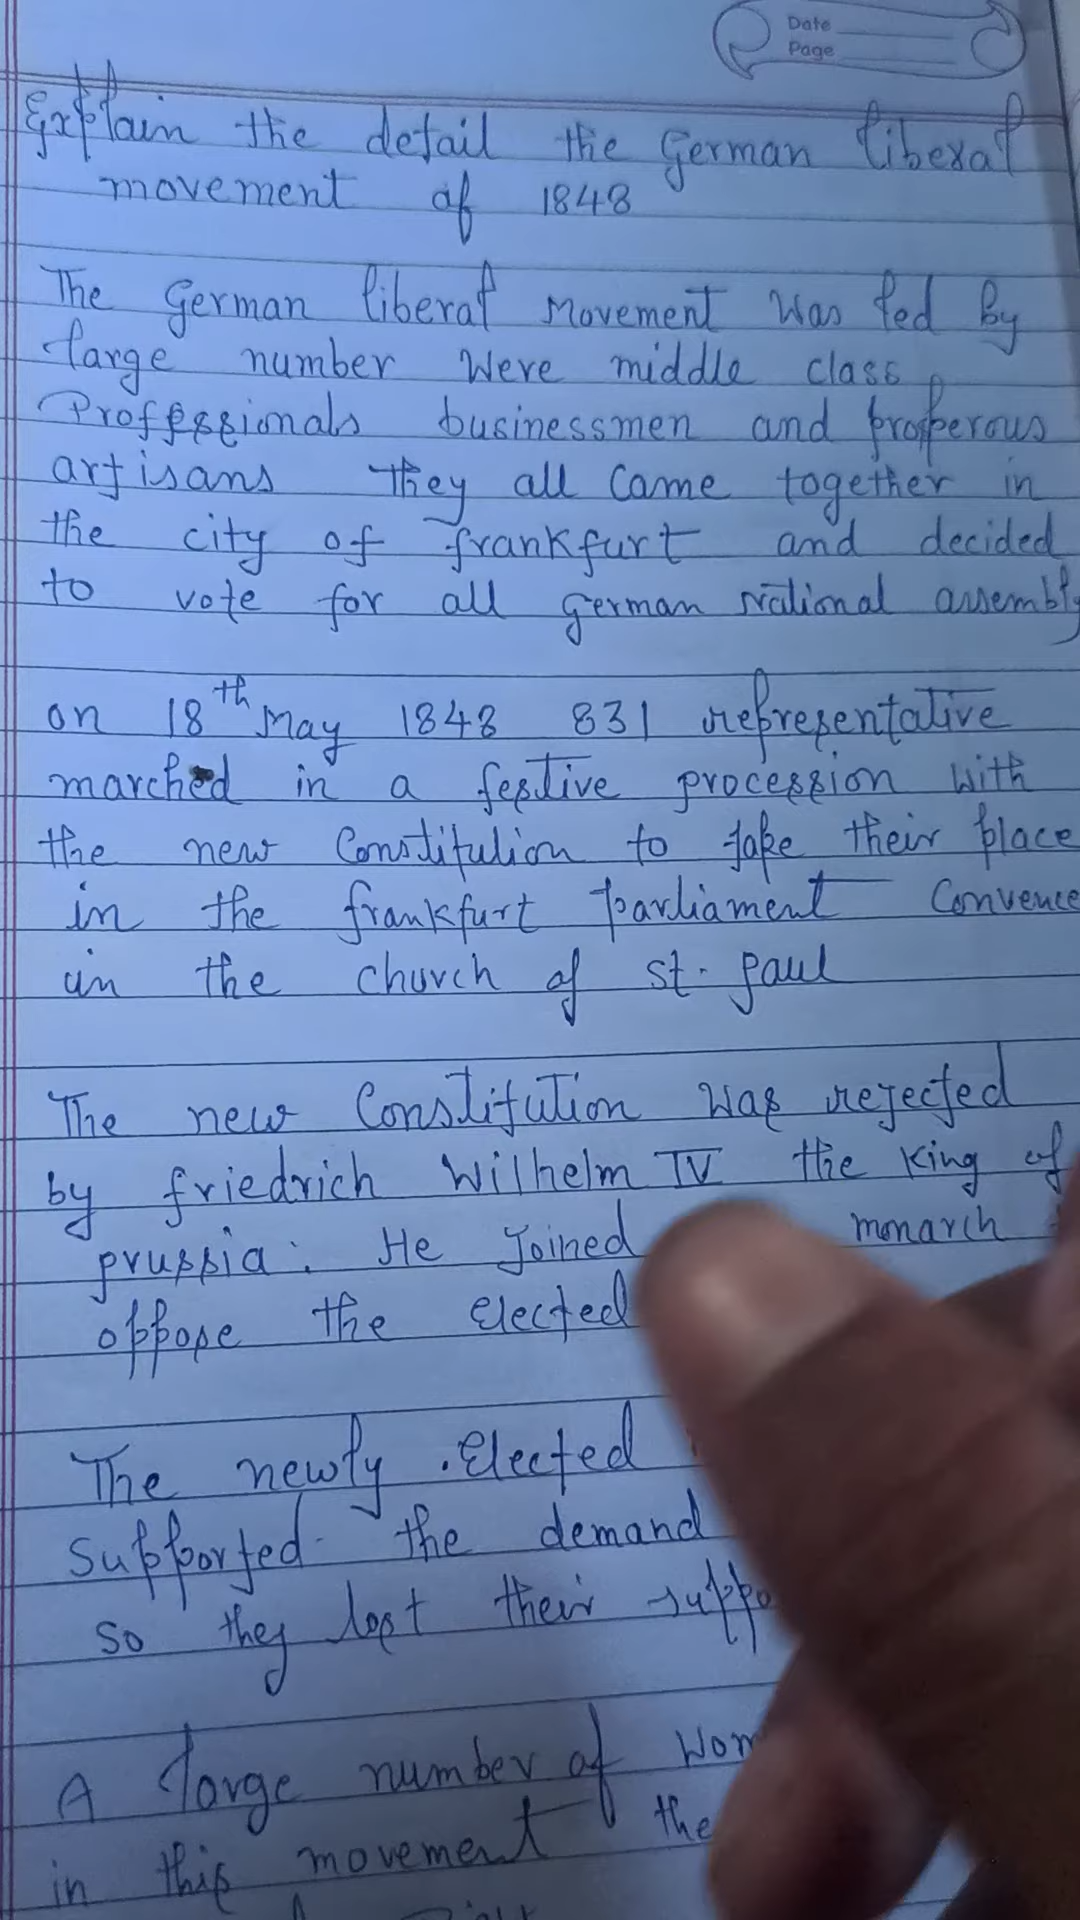 Date
Page
Explain the detail the German liberal
movement of 1848
The German liberal Movement was led by
large number were middle class
Professionals businessmen and prosperous
artisans They all came together in
the city of frankfurt and decided
to vote for all German National assembly
on 18th May 1848 831 representative
marched in a festive procession with
the new Constitution to take their place
in the frankfurt parliament Convence
in the church of st. paul
The new Constitution was rejected
by friedrich Wilhelm IV the King of
prussia. He Joined monarch
oppose the elected
The newly Elected
supported the demand
so they lost their
A large number of
in this movement the